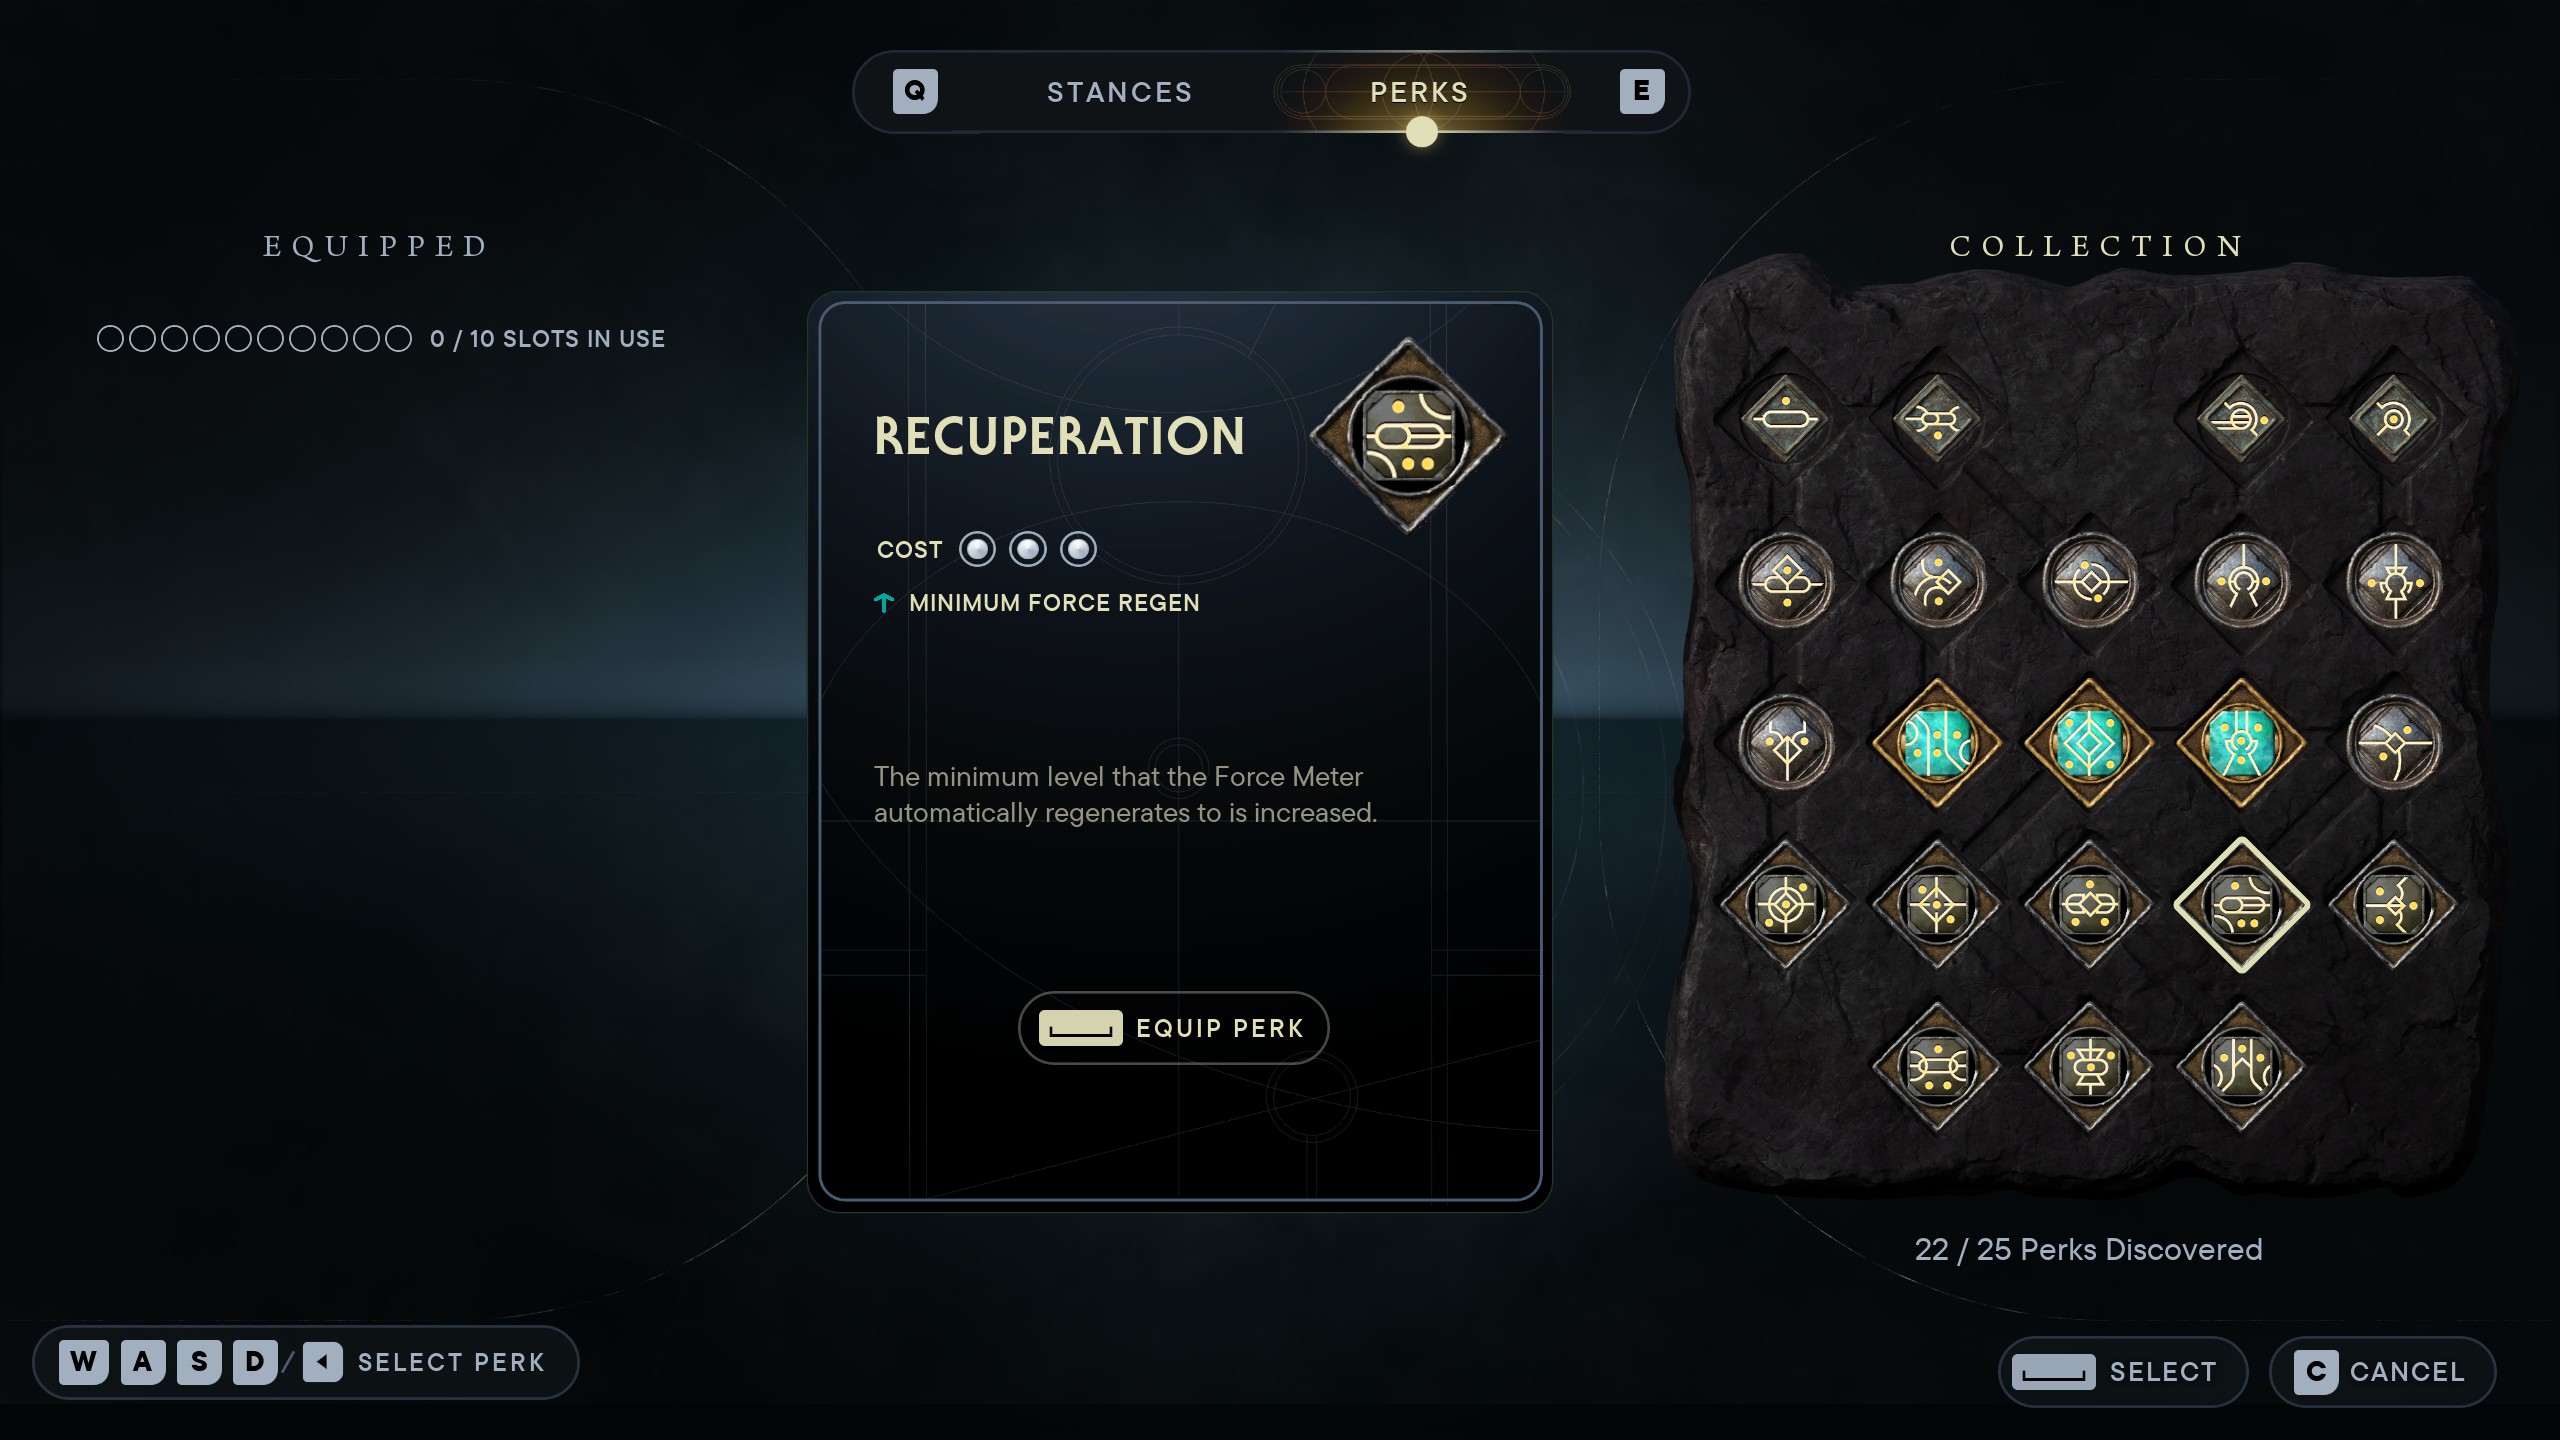 Q STANCES PERKS E
EQUIPPED
0 / 10 SLOTS IN USE
RECUPERATION
COST
MINIMUM FORCE REGEN
The minimum level that the Force Meter
automatically regenerates to is increased.
EQUIP PERK
COLLECTION
22 / 25 Perks Discovered
W A S D / SELECT PERK
SELECT
C CANCEL